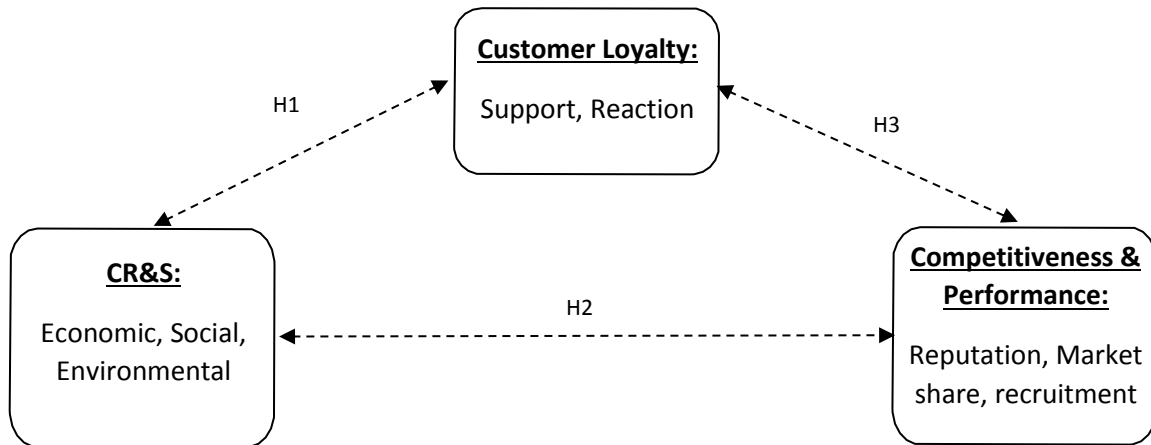 Customer Loyalty:
Support, Reaction
H1
H3
CR&S:
Economic, Social,
Environmental
H2
Competitiveness &
Performance:
Reputation, Market
share, recruitment